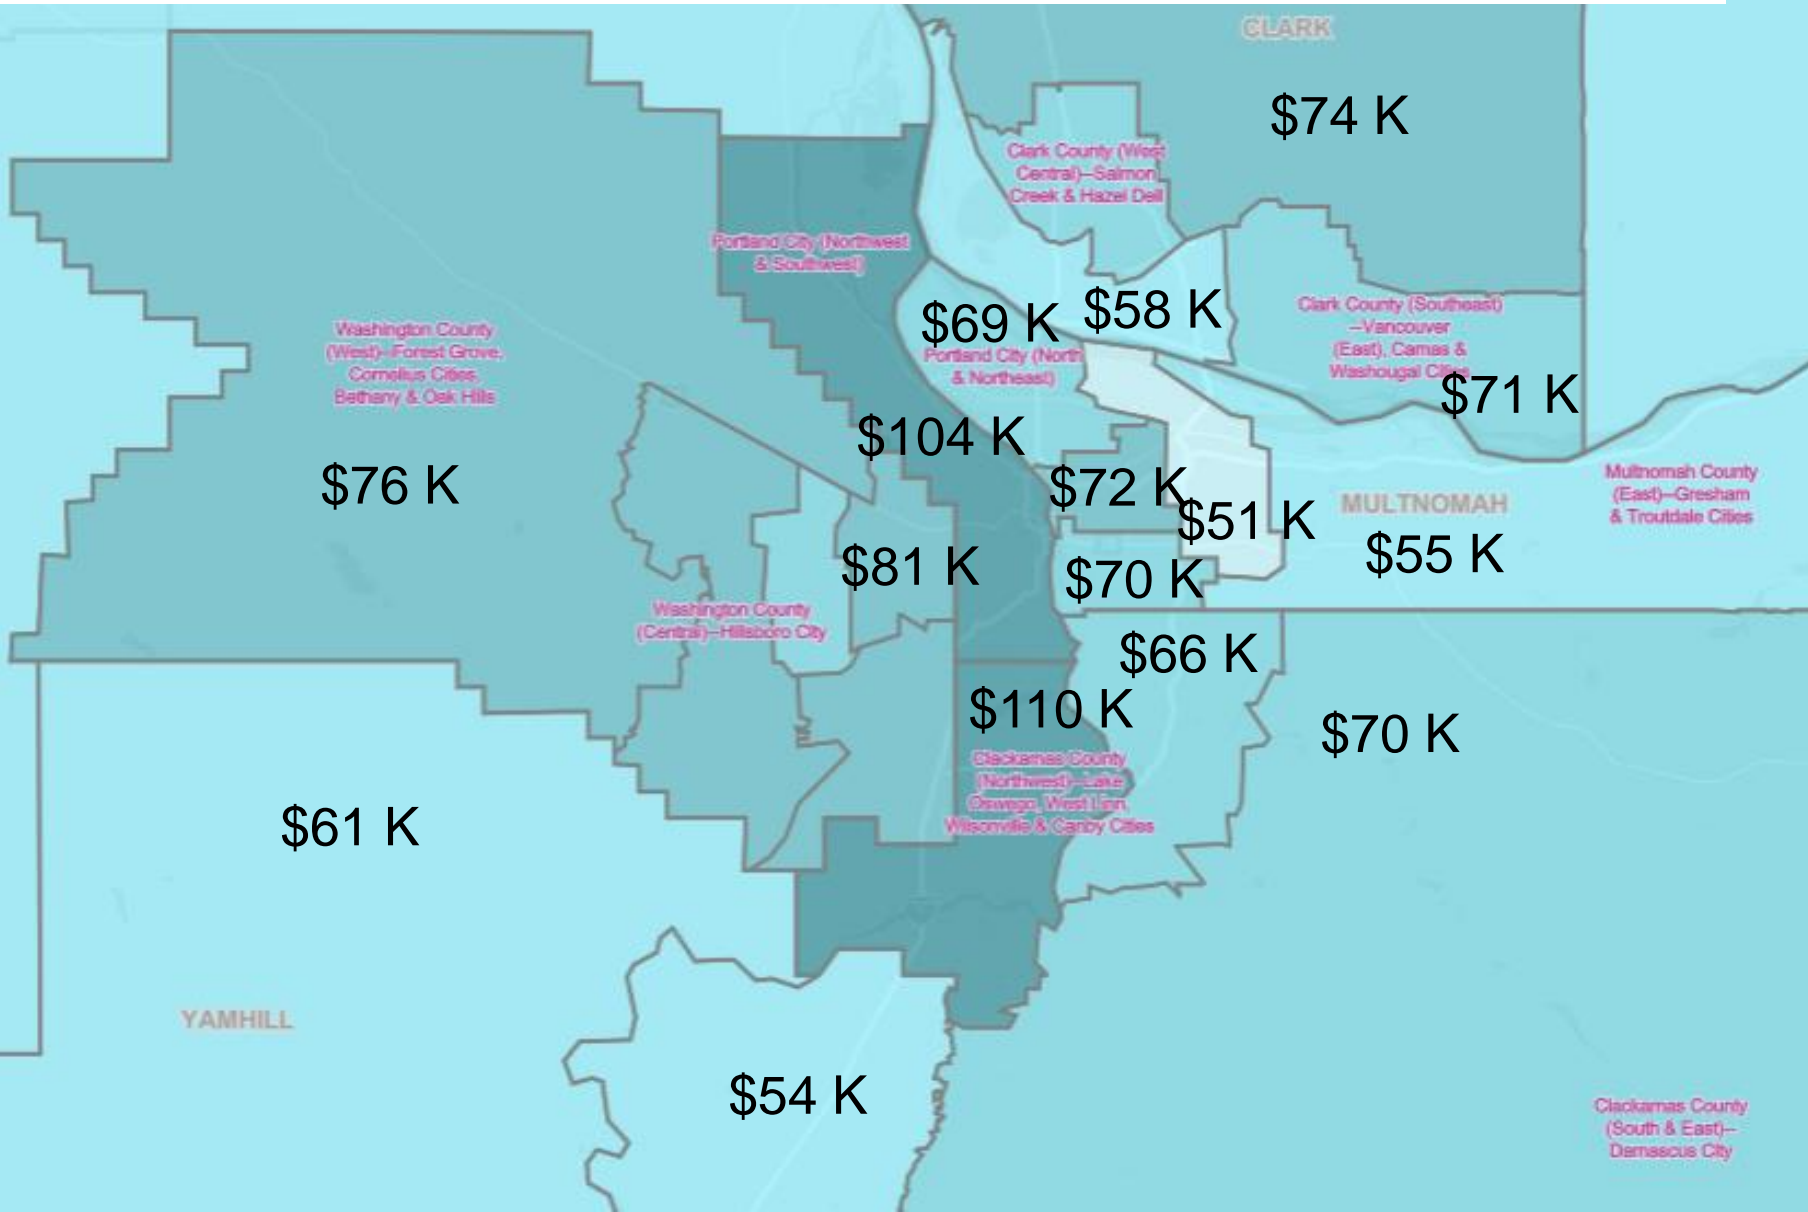 CLARK
$74 K
Clark County (West
Central)–Salmon
Creek & Hazel Dell
Portland City (Northwest
& Southwest)
Washington County
(West)–Forest Grove,
Cornelius Cities,
Bethany & Oak Hills
$69 K
$58 K
Portland City (North
& Northeast)
Clark County (Southeast)
–Vancouver
(East), Camas &
Washougal Cities
$71 K
$104 K
$76 K
$72 K
$51 K
MULTNOMAH
Multnomah County
(East)–Gresham
& Troutdale Cities
$55 K
$81 K
$70 K
Washington County
(Central)–Hillsboro City
$66 K
$110 K
$70 K
Clackamas County
(Northwest)–Lake
Oswego, West Linn,
Wilsonville & Canby Cities
$61 K
YAMHILL
$54 K
Clackamas County
(South & East)–
Damascus City